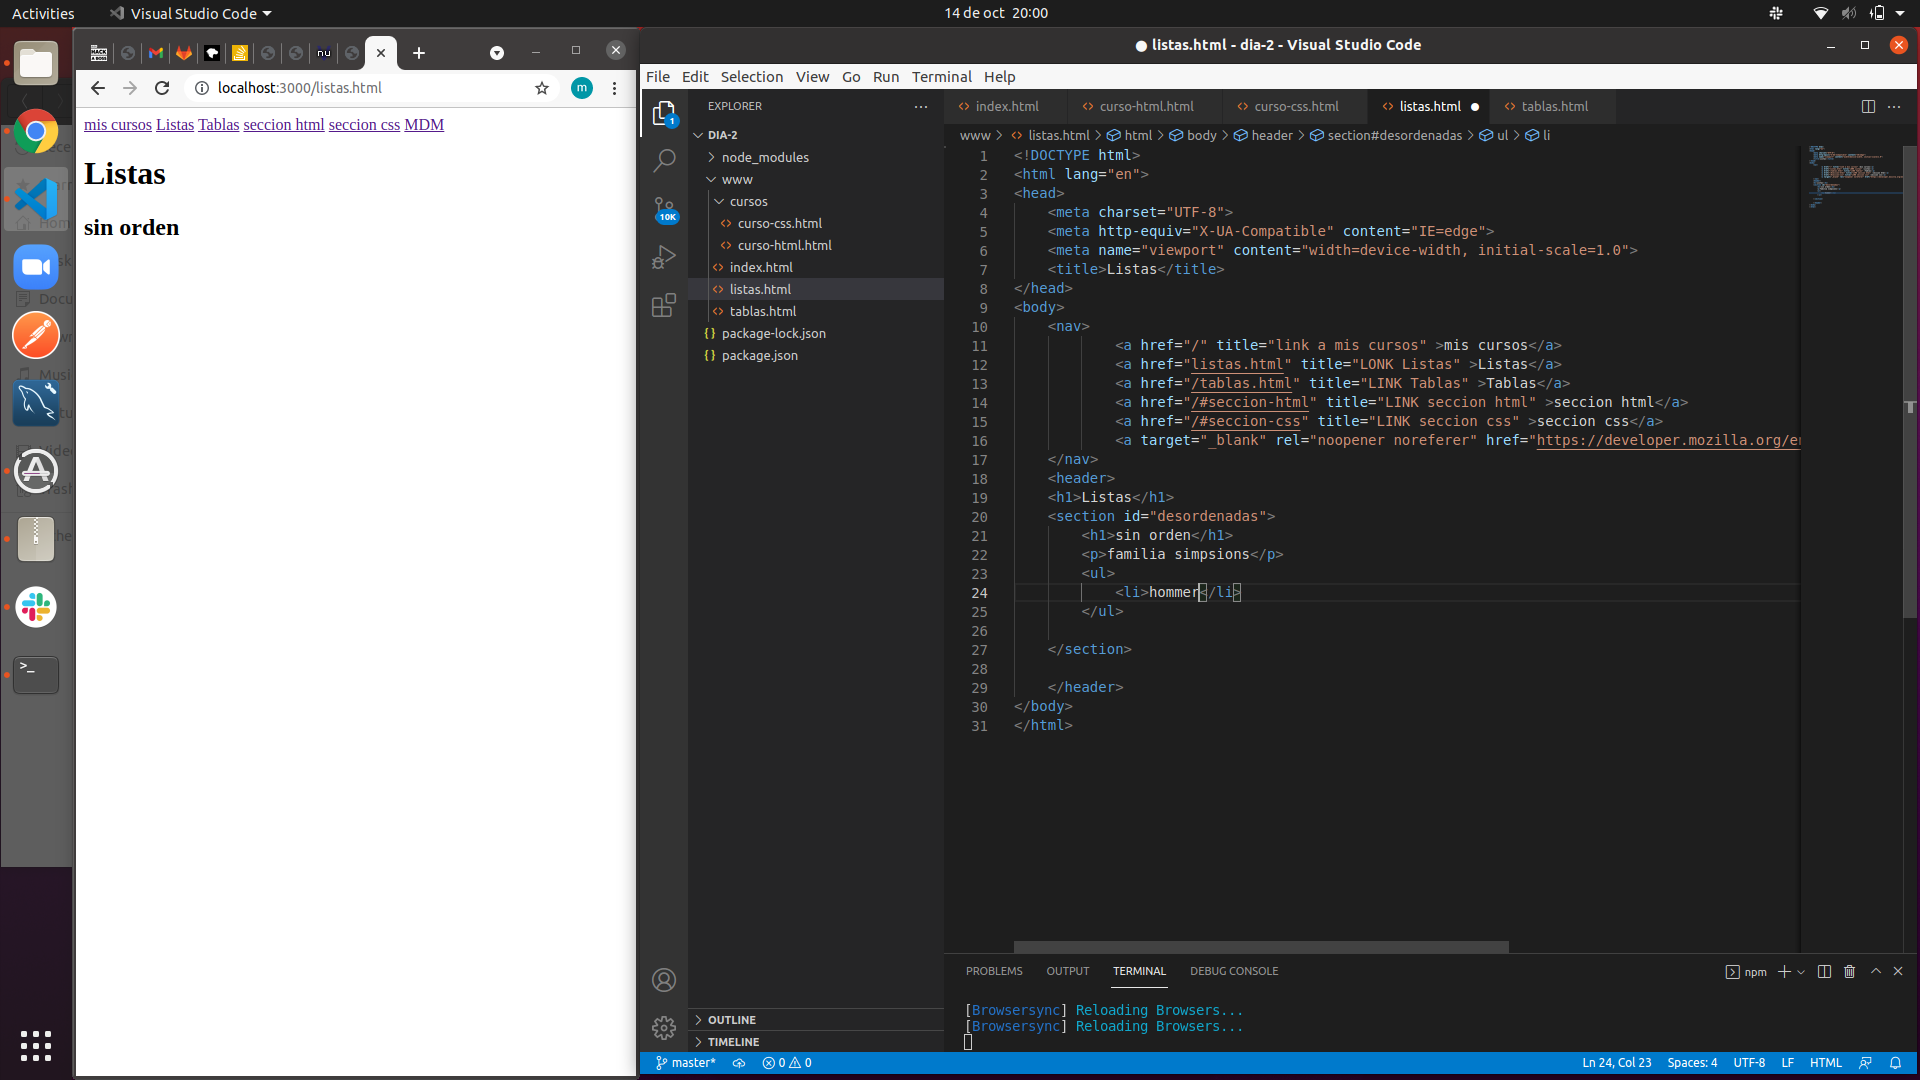 Activities
Visual Studio Code
14 de oct 20:00
localhost:3000/listas.html
m
mis cursos Listas Tablas seccion html seccion css MDM
Listas
sin orden
listas.html - dia-2 - Visual Studio Code
File Edit Selection View Go Run Terminal Help
EXPLORER
DIA-2
node_modules
www
cursos
curso-css.html
curso-html.html
index.html
listas.html
tablas.html
package-lock.json
package.json
OUTLINE
TIMELINE
1
10K
index.html
curso-html.html
curso-css.html
listas.html
tablas.html
www > listas.html > html > body > header > section#desordenadas > ul > li
1 <!DOCTYPE html>
2 <html lang="en">
3 <head>
4 <meta charset="UTF-8">
5 <meta http-equiv="X-UA-Compatible" content="IE=edge">
6 <meta name="viewport" content="width=device-width, initial-scale=1.0">
7 <title>Listas</title>
8 </head>
9 <body>
10 <nav>
11 <a href="/" title="link a mis cursos" >mis cursos</a>
12 <a href="listas.html" title="LONK Listas" >Listas</a>
13 <a href="/tablas.html" title="LINK Tablas" >Tablas</a>
14 <a href="/#seccion-html" title="LINK seccion html" >seccion html</a>
15 <a href="/#seccion-css" title="LINK seccion css" >seccion css</a>
16 <a target="_blank" rel="noopener noreferer" href="https://developer.mozilla.org/en
17 </nav>
18 <header>
19 <h1>Listas</h1>
20 <section id="desordenadas">
21 <h1>sin orden</h1>
22 <p>familia simpsions</p>
23 <ul>
24 <li>hommer</li>
25 </ul>
26
27 </section>
28
29 </header>
30 </body>
31 </html>
PROBLEMS OUTPUT TERMINAL DEBUG CONSOLE
npm
[Browsersync] Reloading Browsers...
[Browsersync] Reloading Browsers...
master*
0 0
Ln 24, Col 23
Spaces: 4
UTF-8
LF
HTML